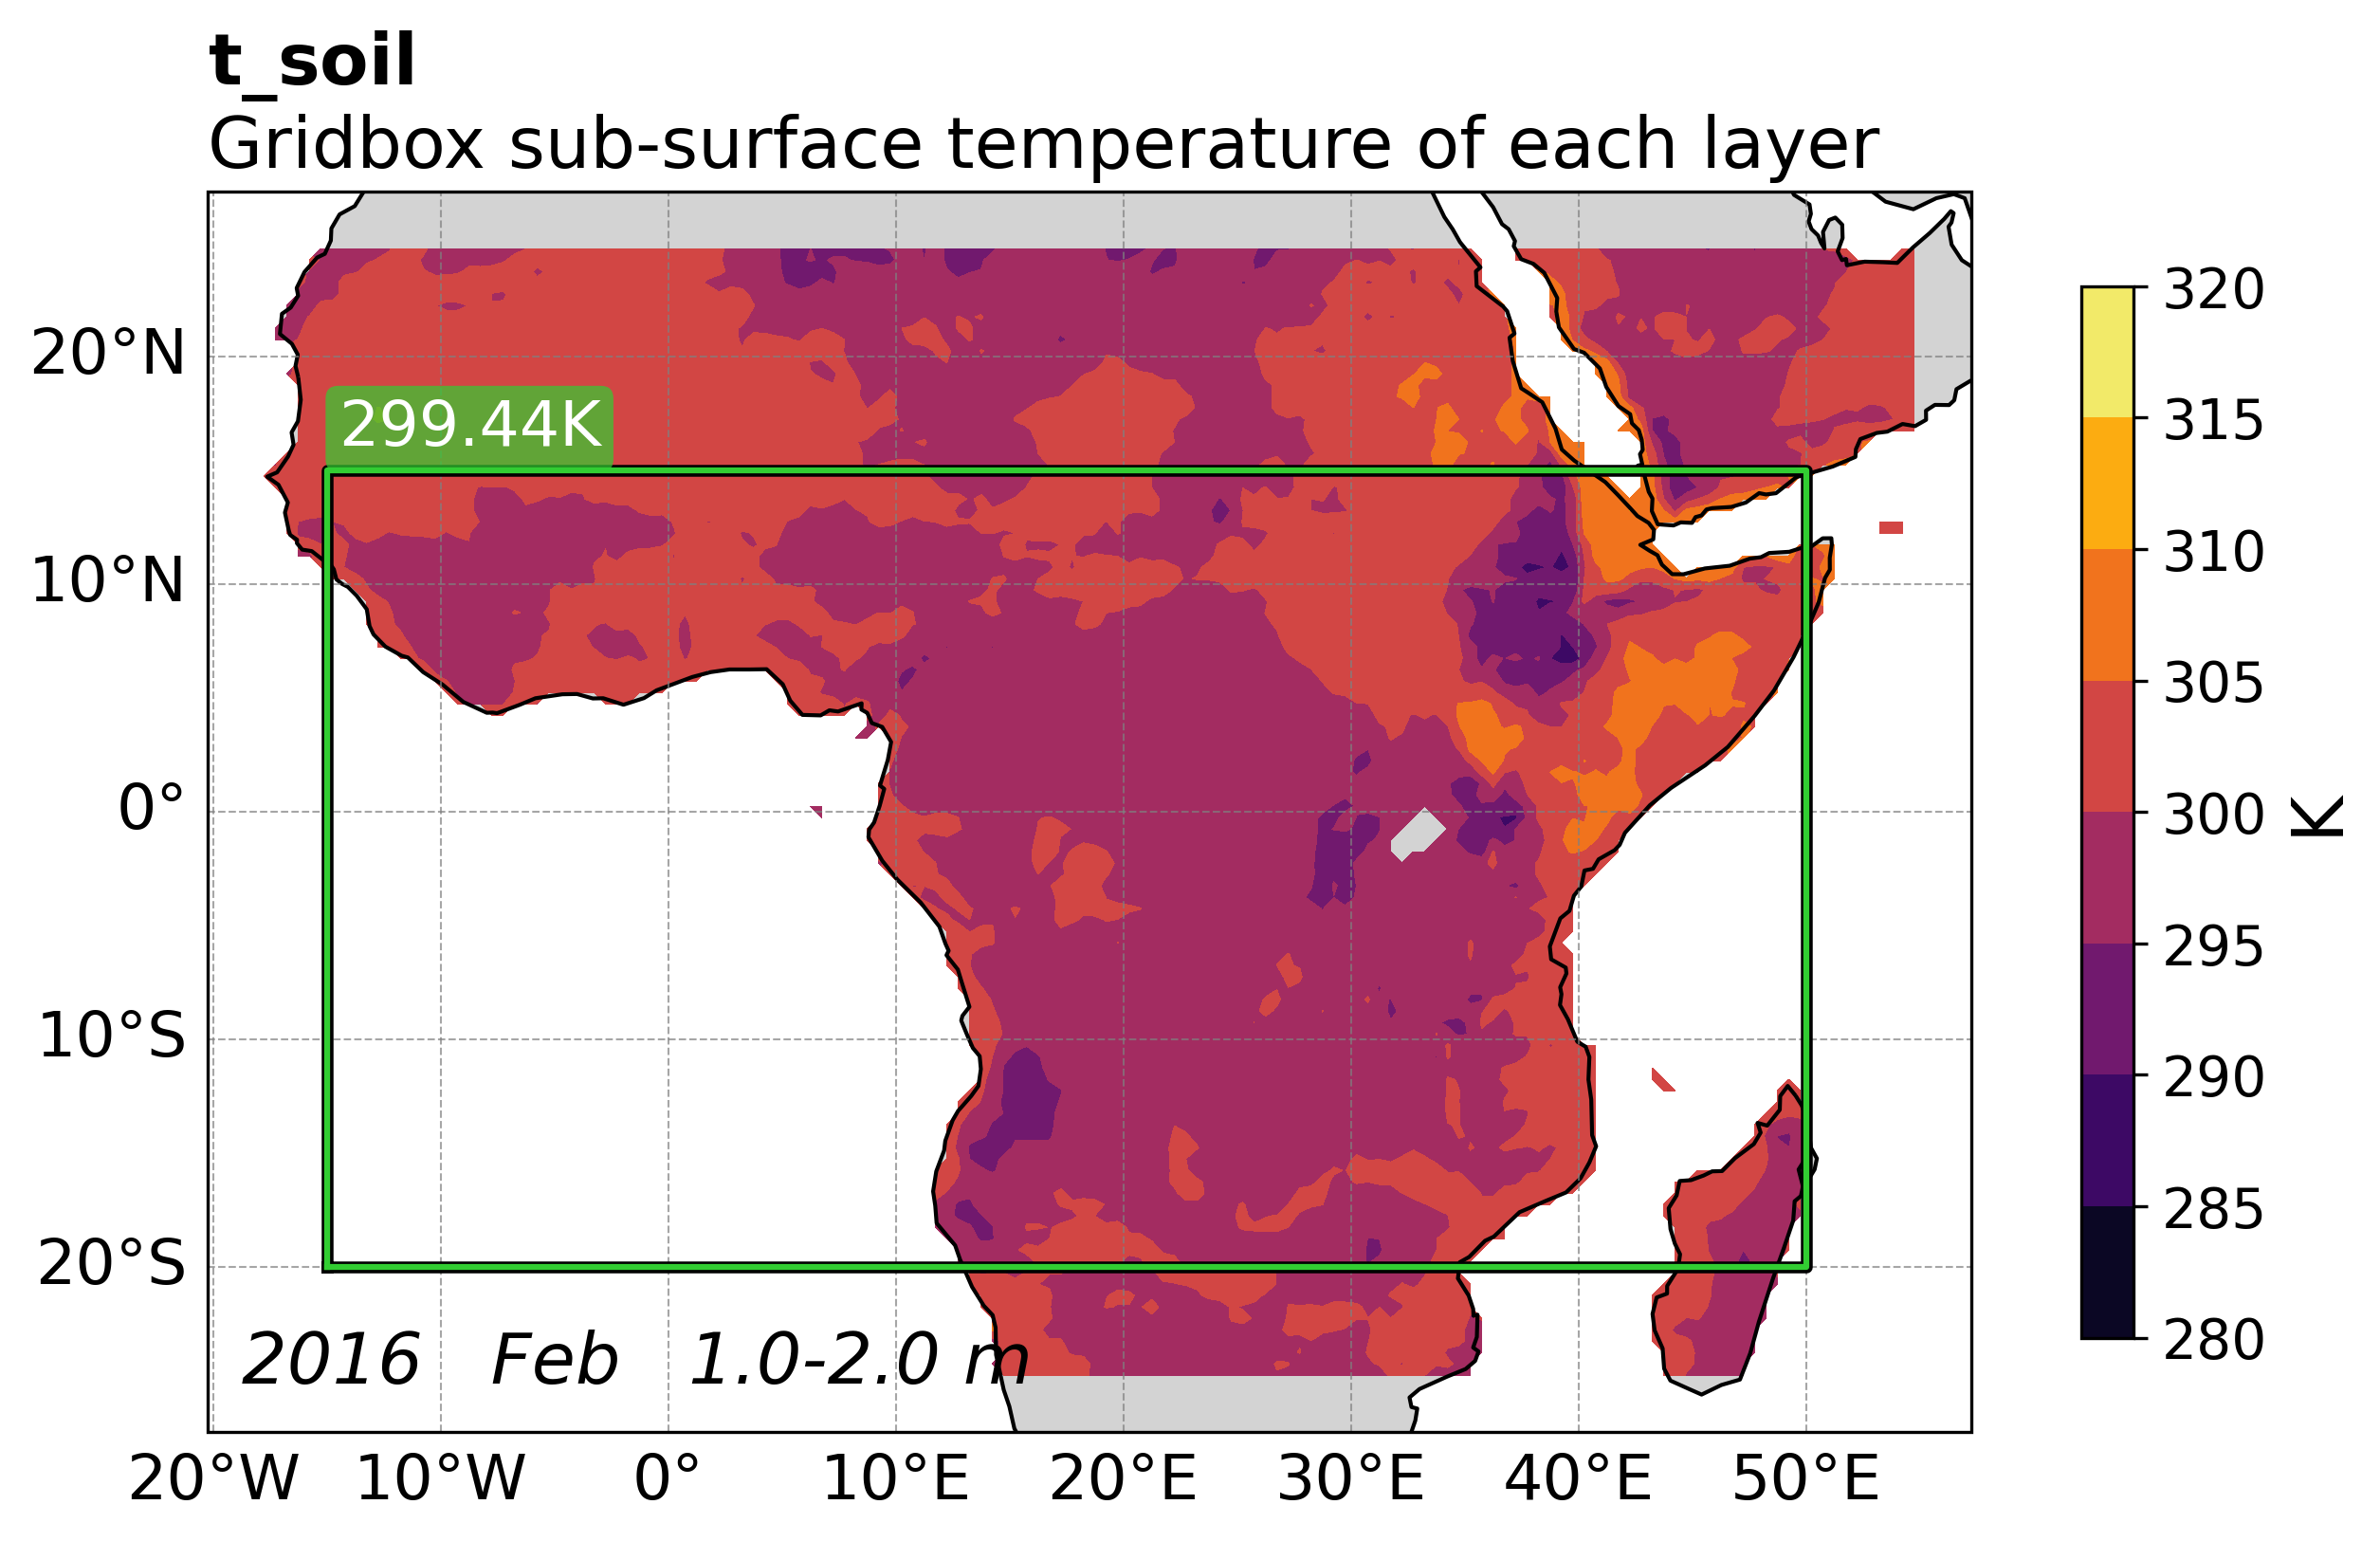 t_soil
Gridbox sub-surface temperature of each layer
20°N
10°N
0°
10°S
20°S
299.44K
2016 Feb 1.0-2.0 m
20°W 10°W 0° 10°E 20°E 30°E 40°E 50°E
320
315
310
305
300
295
290
285
280
K